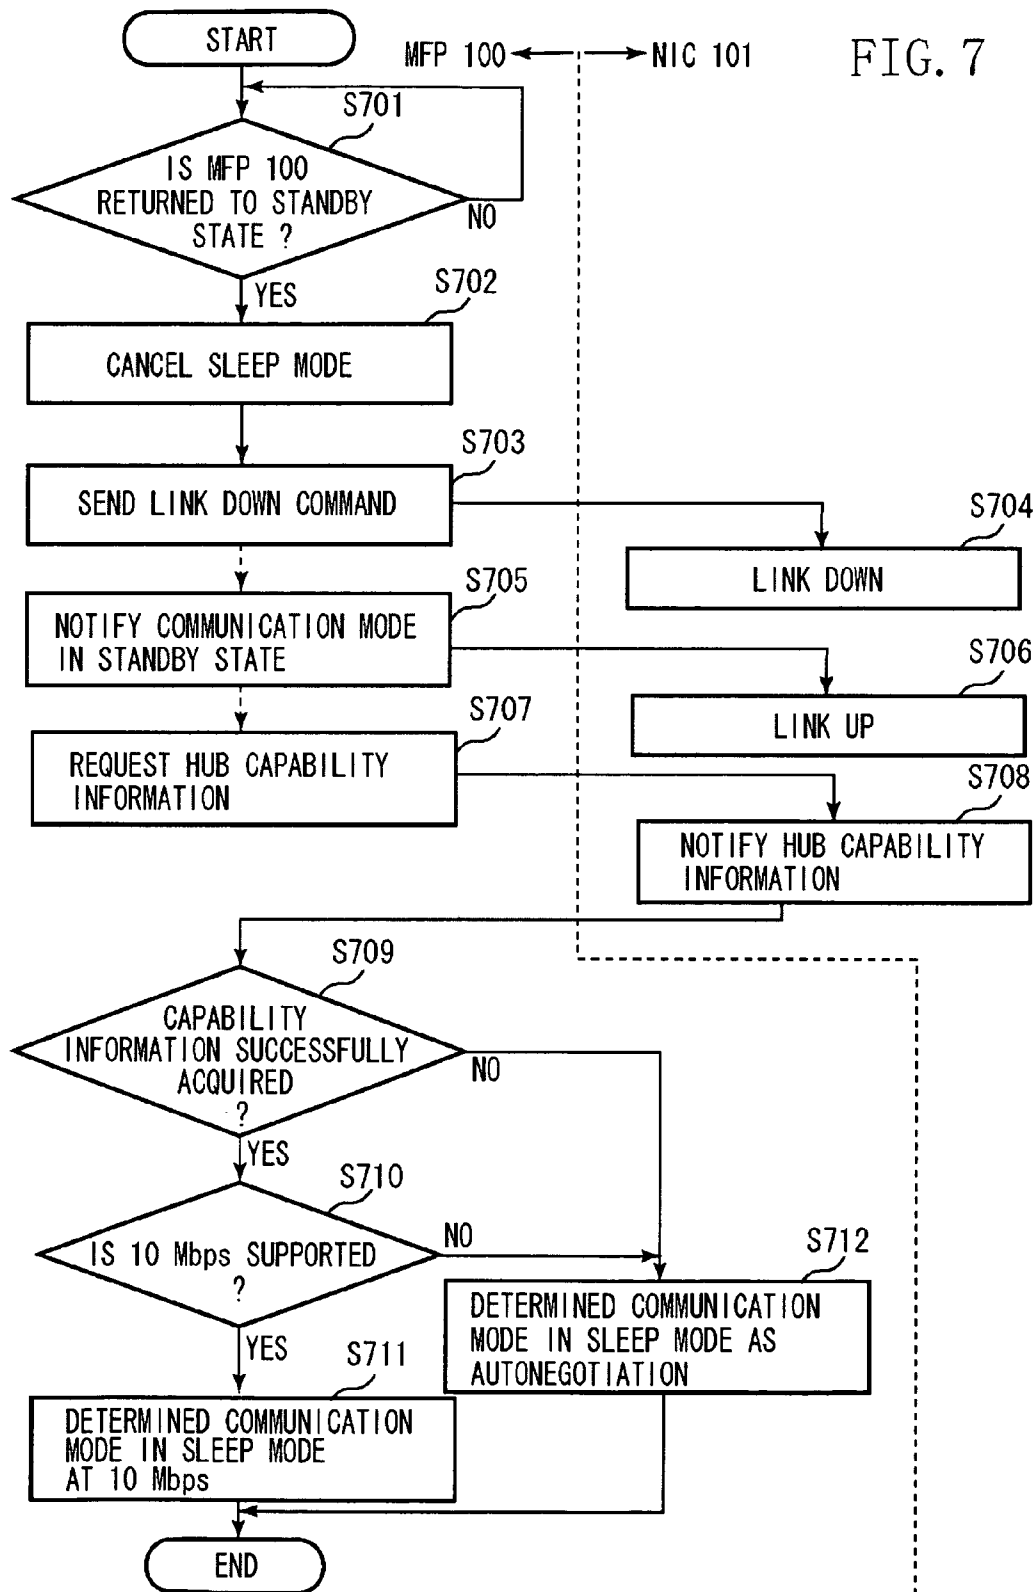 START
MFP 100
NIC 101
FIG. 7
S701
IS MFP 100
RETURNED TO STANDBY
STATE ?
NO
YES
S702
CANCEL SLEEP MODE
S703
SEND LINK DOWN COMMAND
S704
LINK DOWN
S705
NOTIFY COMMUNICATION MODE
IN STANDBY STATE
S706
LINK UP
S707
REQUEST HUB CAPABILITY
INFORMATION
S708
NOTIFY HUB CAPABILITY
INFORMATION
S709
CAPABILITY
INFORMATION SUCCESSFULLY
ACQUIRED
?
NO
YES
S710
IS 10 Mbps SUPPORTED
?
NO
YES
S712
DETERMINED COMMUNICATION
MODE IN SLEEP MODE AS
AUTONEGOTIATION
S711
DETERMINED COMMUNICATION
MODE IN SLEEP MODE
AT 10 Mbps
END